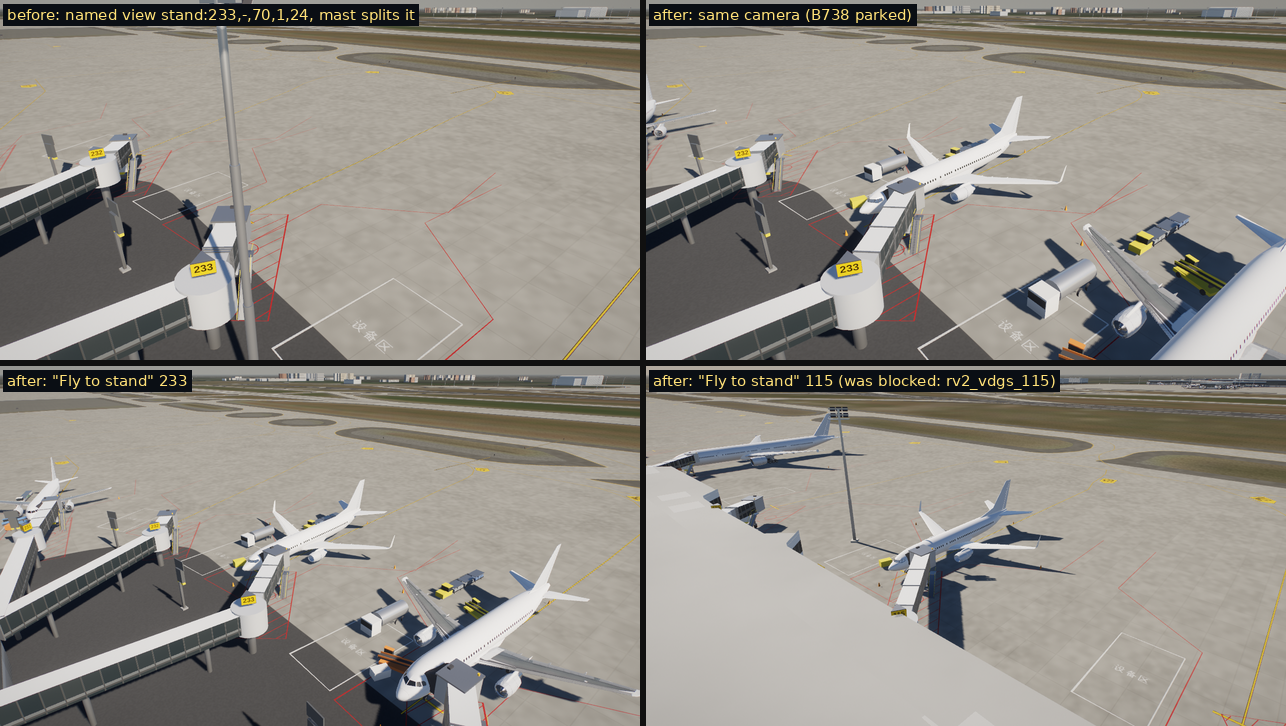 before: named view stand:233,-,70,1,24, mast splits it
232
233
设备区
after: same camera (B738 parked)
232
233
设备区
after: "Fly to stand" 233
233
设备区
after: "Fly to stand" 115 (was blocked: rv2_vdgs_115)
设备区